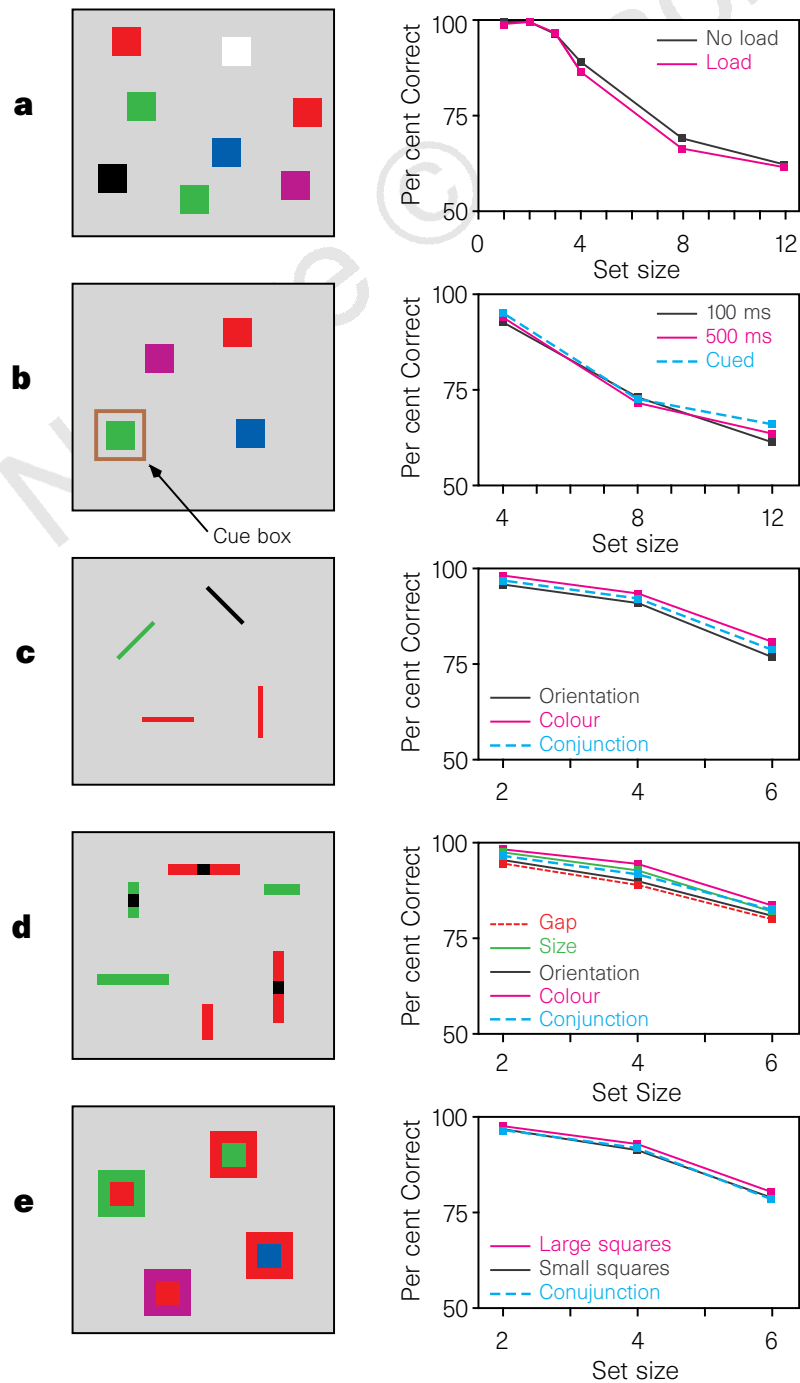 a
100
75
50
Per cent Correct
No load
Load
0 4 8 12
Set size
b
Cue box
100
75
50
Per cent Correct
100 ms
500 ms
Cued
4 8 12
Set size
c
100
75
50
Per cent Correct
Orientation
Colour
Conjunction
2 4 6
d
100
75
50
Per cent Correct
Gap
Size
Orientation
Colour
Conjunction
2 4 6
Set Size
e
100
75
50
Per cent Correct
Large squares
Small squares
Conujunction
2 4 6
Set size
©